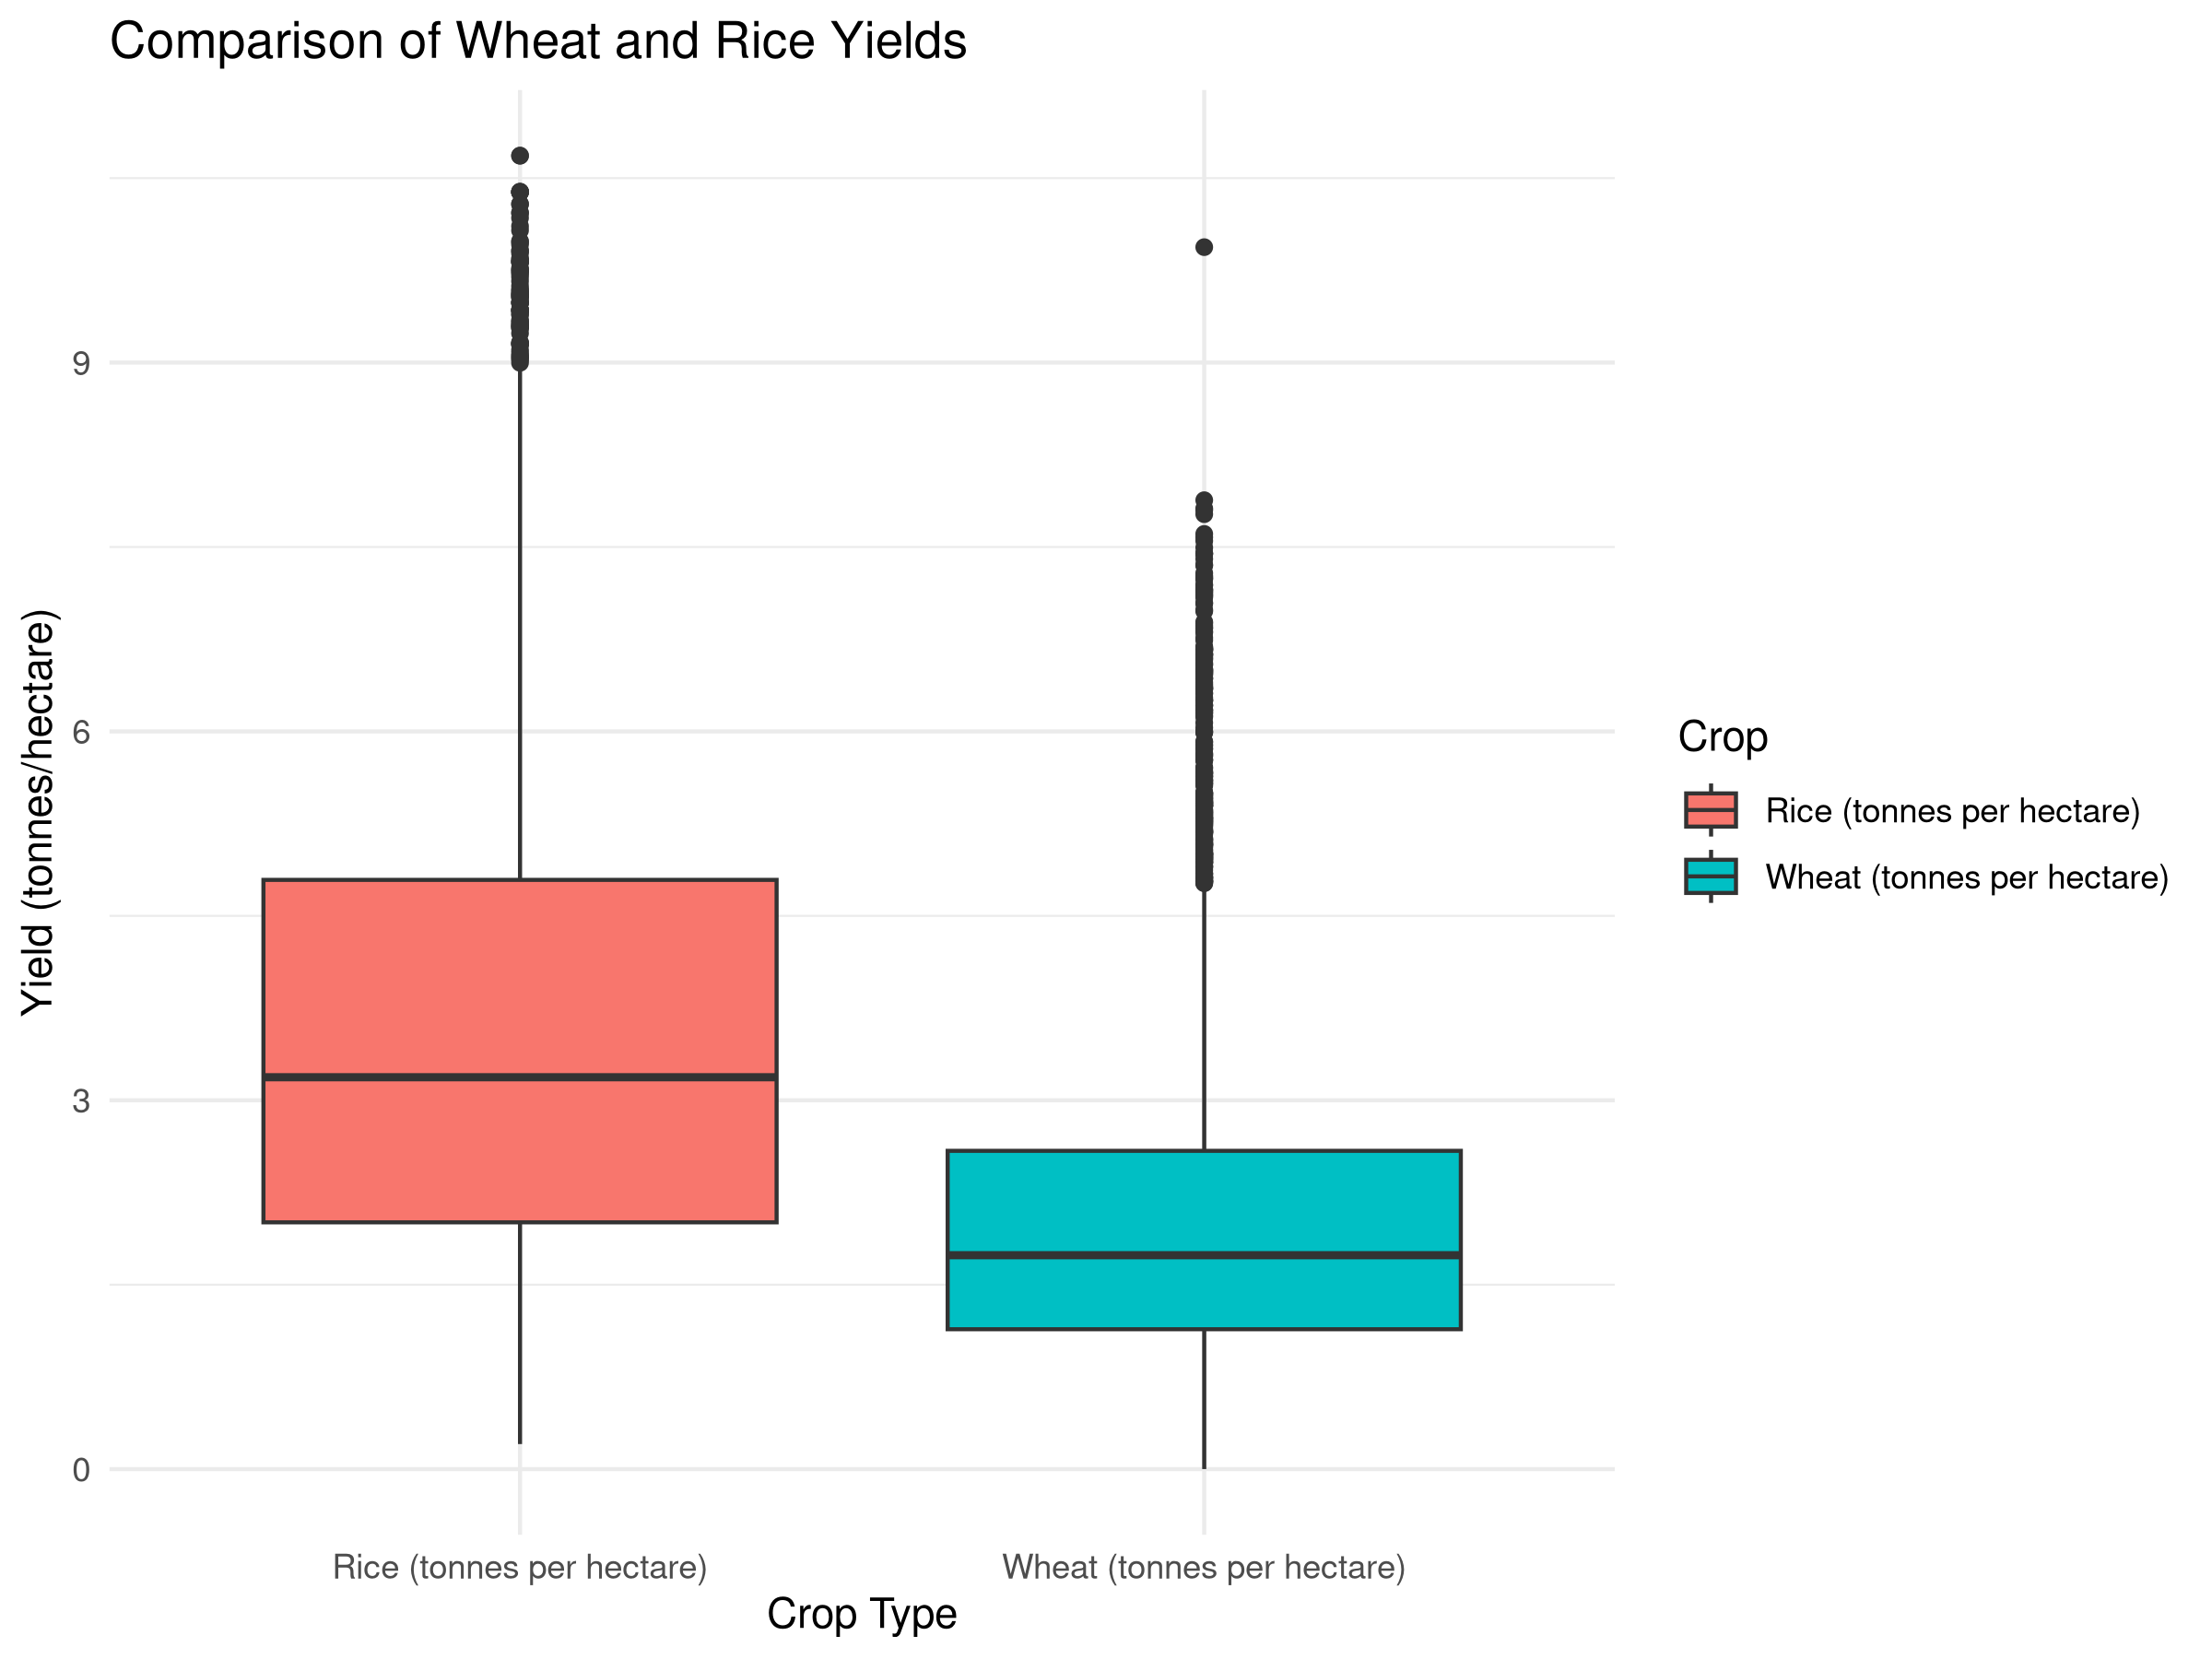 Comparison of Wheat and Rice Yields
Yield (tonnes/hectare)
9
6
3
0
Rice (tonnes per hectare)
Wheat (tonnes per hectare)
Crop Type
Crop
Rice (tonnes per hectare)
Wheat (tonnes per hectare)